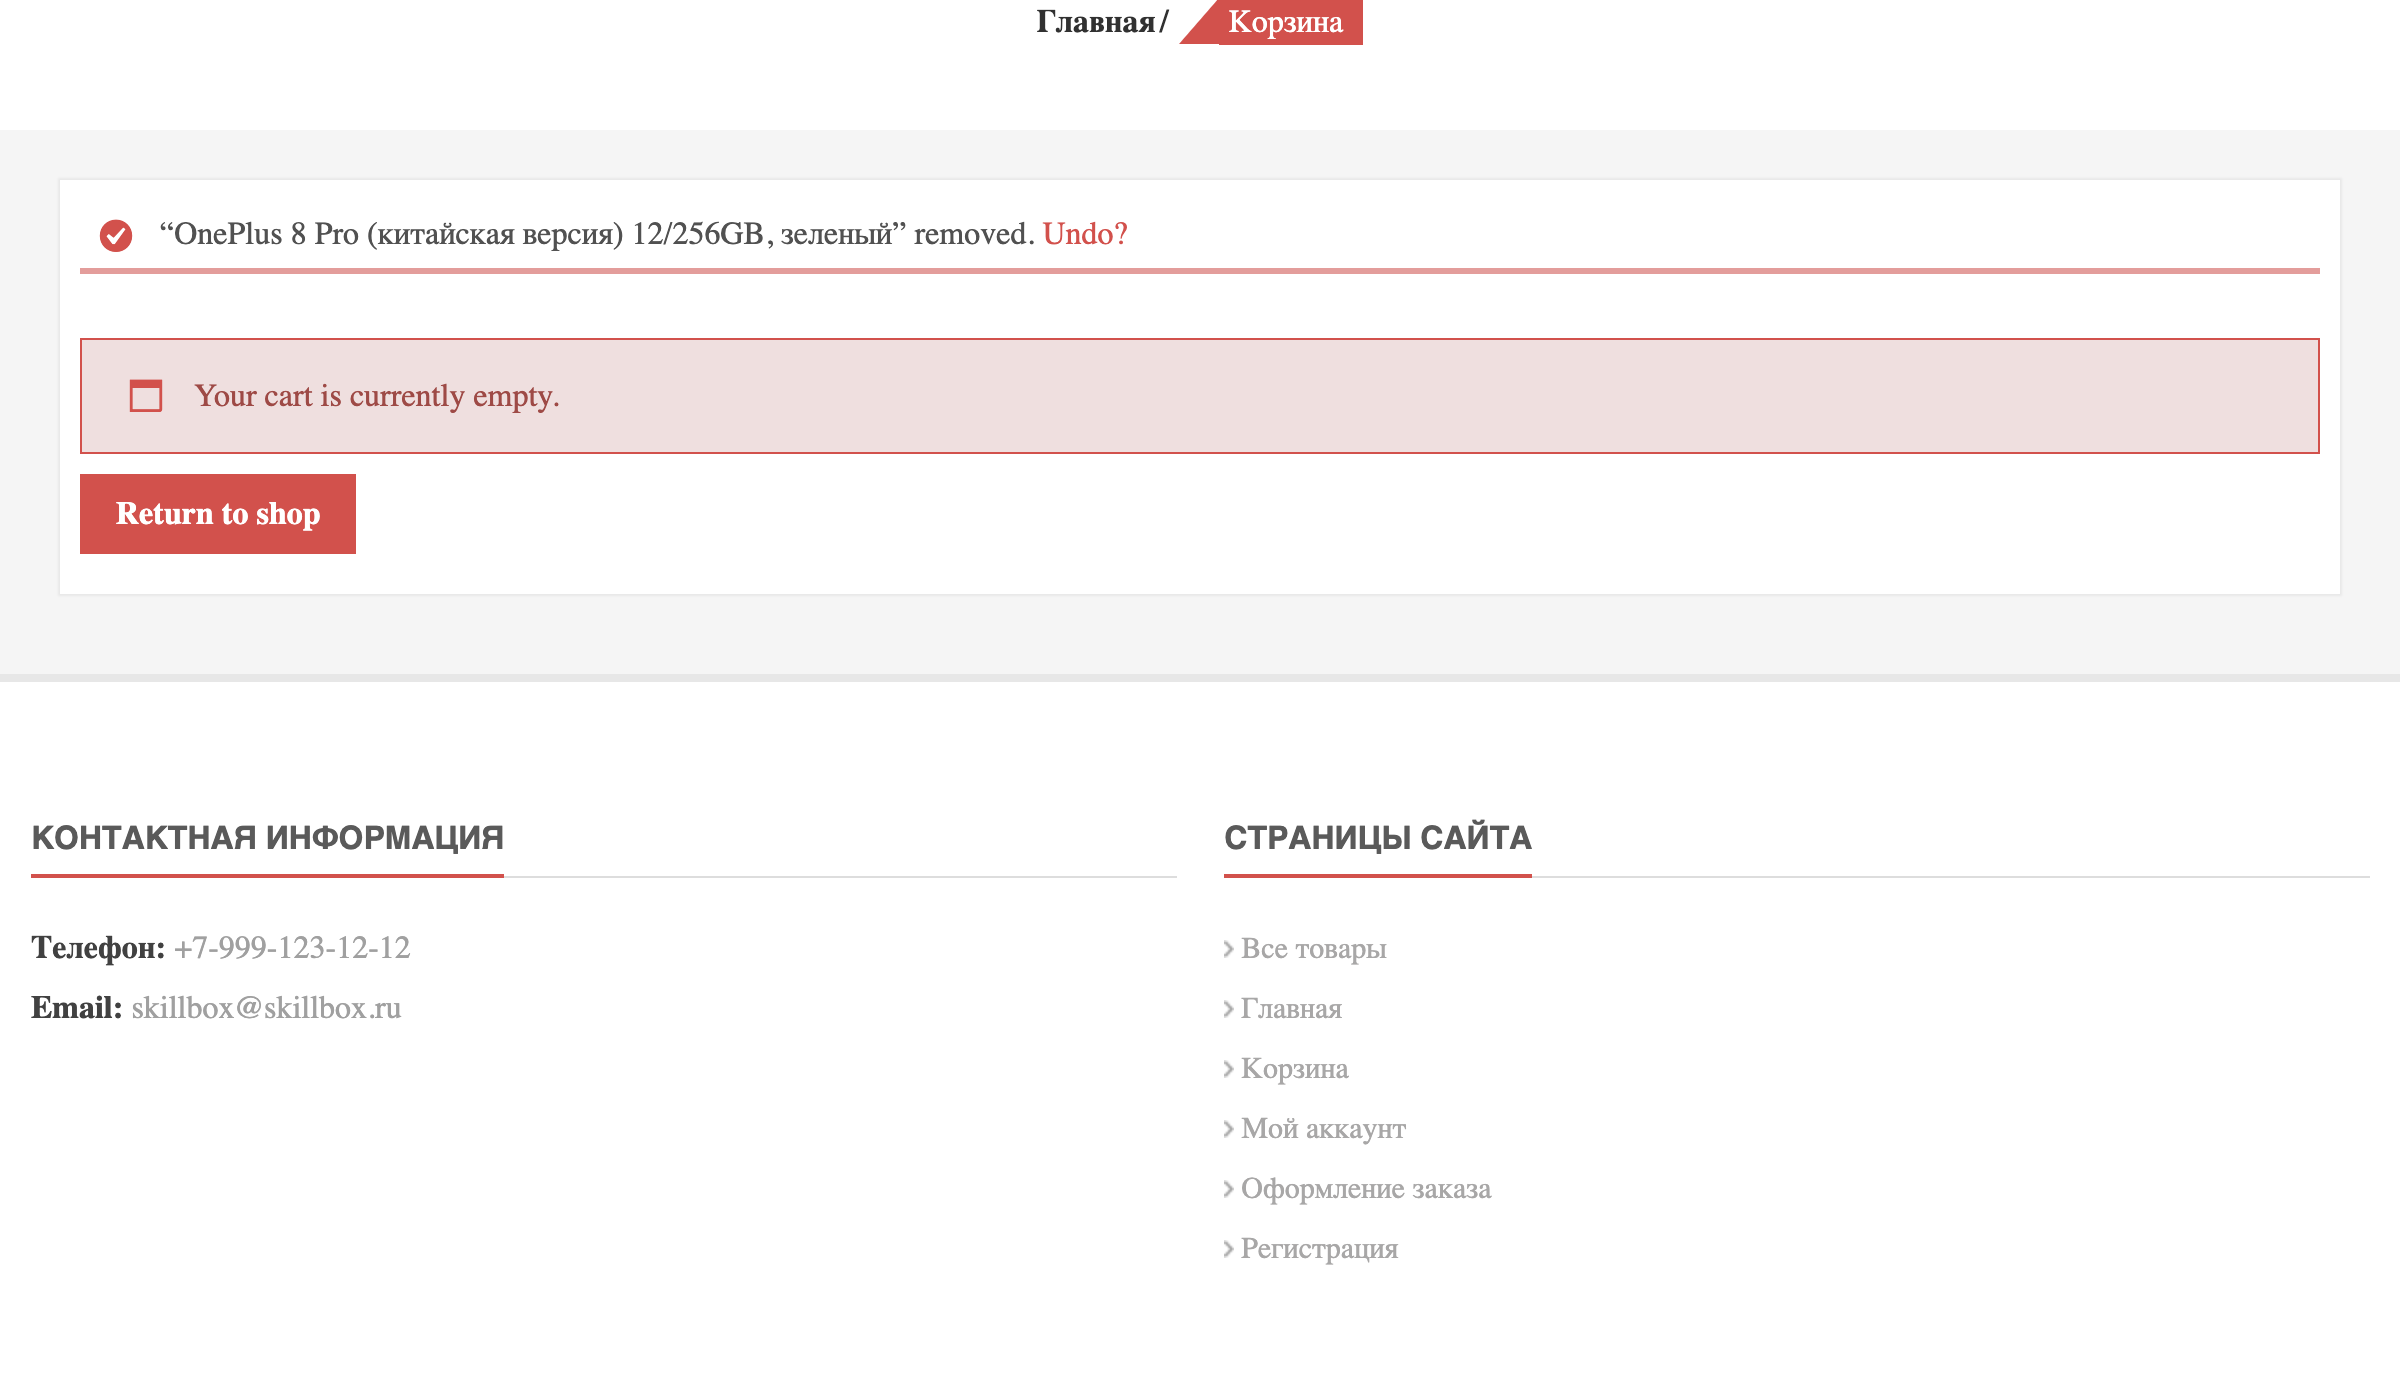 Главная/ Корзина
“OnePlus 8 Pro (китайская версия) 12/256GB, зеленый” removed. Undo?
Your cart is currently empty.
Return to shop
КОНТАКТНАЯ ИНФОРМАЦИЯ
Телефон: +7-999-123-12-12
Email: skillbox@skillbox.ru
СТРАНИЦЫ САЙТА
Все товары
Главная
Корзина
Мой аккаунт
Оформление заказа
Регистрация